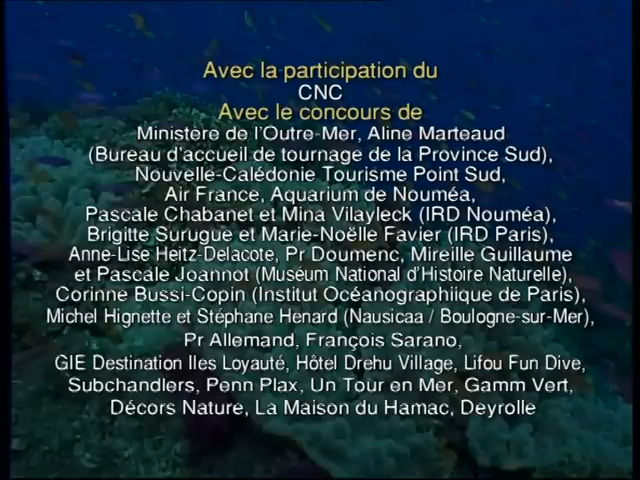 Avec la participation du
CNC
Avec le concours de
Ministère de l'Outre-Mer, Aline Marteaud
(Bureau d'accueil de tournage de la Province Sud),
Nouvelle-Calédonie Tourisme Point Sud,
Air France, Aquarium de Nouméa,
Pascale Chabanet et Mina Vilayleck (IRD Nouméa),
Brigitte Surugue et Marie-Noëlle Favier (IRD Paris),
Anne-Lise Heitz-Delacote, Pr Doumenc, Mireille Guillaume
et Pascale Joannot (Muséum National d'Histoire Naturelle),
Corinne Bussi-Copin (Institut Océanographiique de Paris),
Michel Hignette et Stéphane Henard (Nausicaa / Boulogne-sur-Mer),
Pr Allemand, François Sarano,
GIE Destination Iles Loyauté, Hôtel Drehu Village, Lifou Fun Dive,
Subchandlers, Penn Plax, Un Tour en Mer, Gamm Vert,
Décors Nature, La Maison du Hamac, Deyrolle